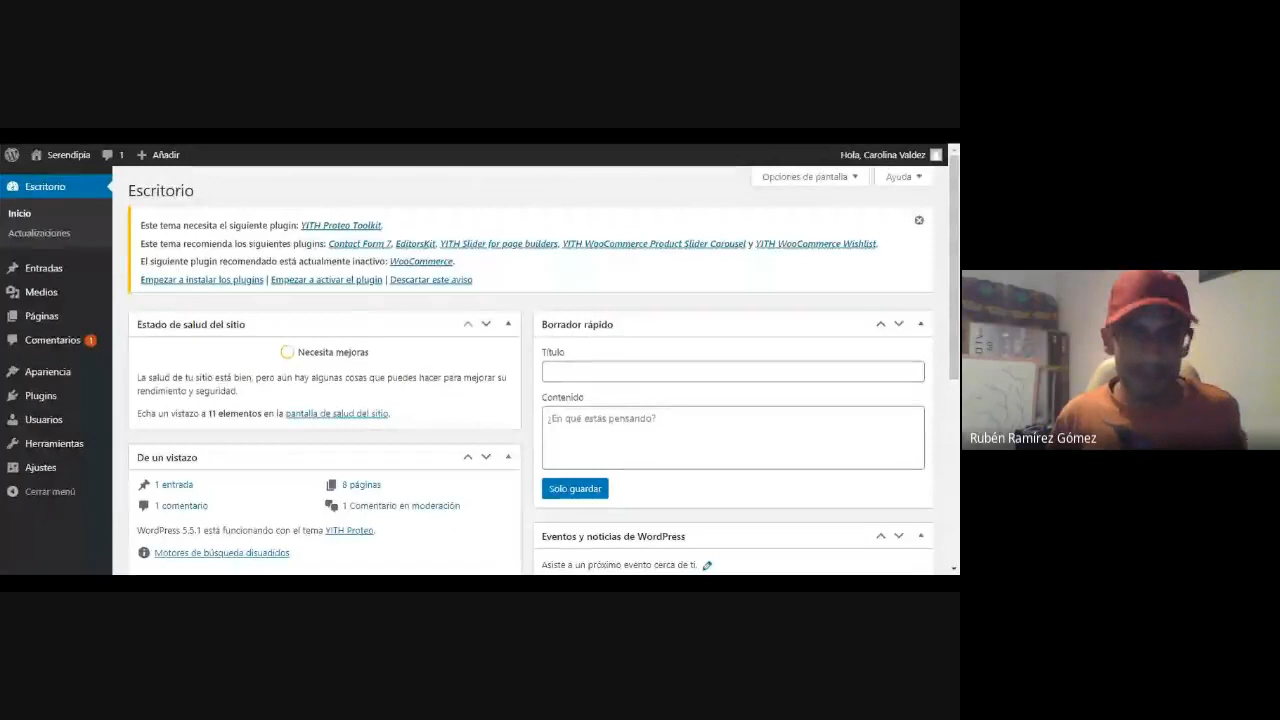 Serendipia 1 Añadir Hola, Carolina Valdez
Opciones de pantalla Ayuda
Escritorio
Inicio
Actualizaciones
Entradas
Medios
Páginas
Comentarios 1
Apariencia
Plugins
Usuarios
Herramientas
Ajustes
Cerrar menú
Escritorio
Este tema necesita el siguiente plugin: YITH Proteo Toolkit.
Este tema recomienda los siguientes plugins: Contact Form 7, EditorsKit, YITH Slider for page builders, YITH WooCommerce Product Slider Carousel y YITH WooCommerce Wishlist.
El siguiente plugin recomendado está actualmente inactivo: WooCommerce.
Empezar a instalar los plugins | Empezar a activar el plugin | Descartar este aviso
Estado de salud del sitio
Necesita mejoras
La salud de tu sitio está bien, pero aún hay algunas cosas que puedes hacer para mejorar su
rendimiento y seguridad.
Echa un vistazo a 11 elementos en la pantalla de salud del sitio.
De un vistazo
1 entrada 8 páginas
1 comentario 1 Comentario en moderación
WordPress 5.5.1 está funcionando con el tema YITH Proteo.
Motores de búsqueda disuadidos
Borrador rápido
Título
Contenido
¿En qué estás pensando?
Solo guardar
Eventos y noticias de WordPress
Asiste a un próximo evento cerca de ti.
Rubén Ramírez Gómez